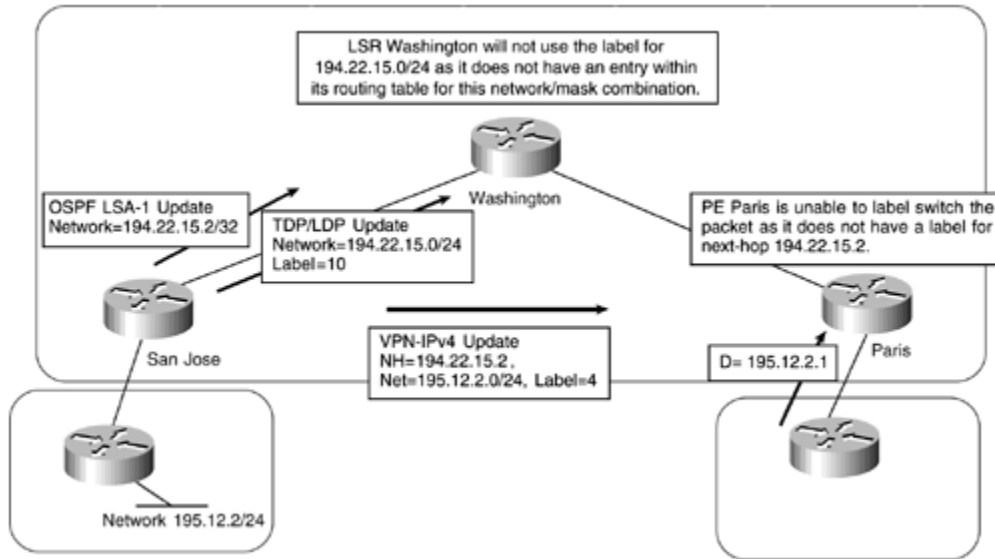 LSR Washington will not use the label for
194.22.15.0/24 as it does not have an entry within
its routing table for this network/mask combination.
Washington
OSPF LSA-1 Update
Network=194.22.15.2/32
TDP/LDP Update
Network=194.22.15.0/24
Label=10
PE Paris is unable to label switch the
packet as it does not have a label for
next-hop 194.22.15.2.
San Jose
VPN-IPv4 Update
NH=194.22.15.2,
Net=195.12.2.0/24, Label=4
D= 195.12.2.1
Paris
Network 195.12.2/24